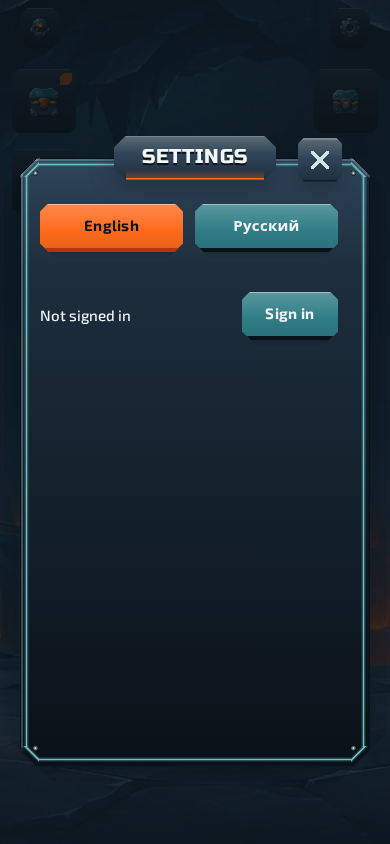 SETTINGS
English
Русский
Not signed in
Sign in